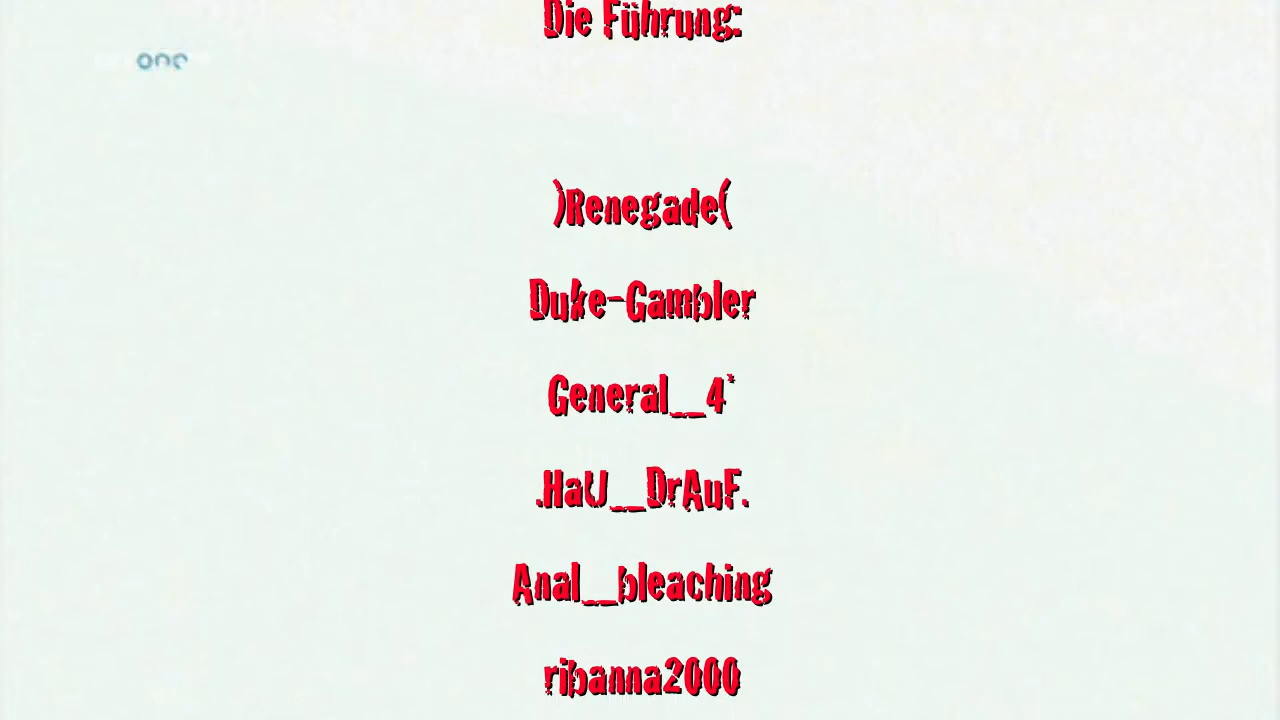 Die Führung:
one
)Renegade(
Duke-Gambler
General__4*
.HaU__DrAuF.
Anal__bleaching
ribanna2000